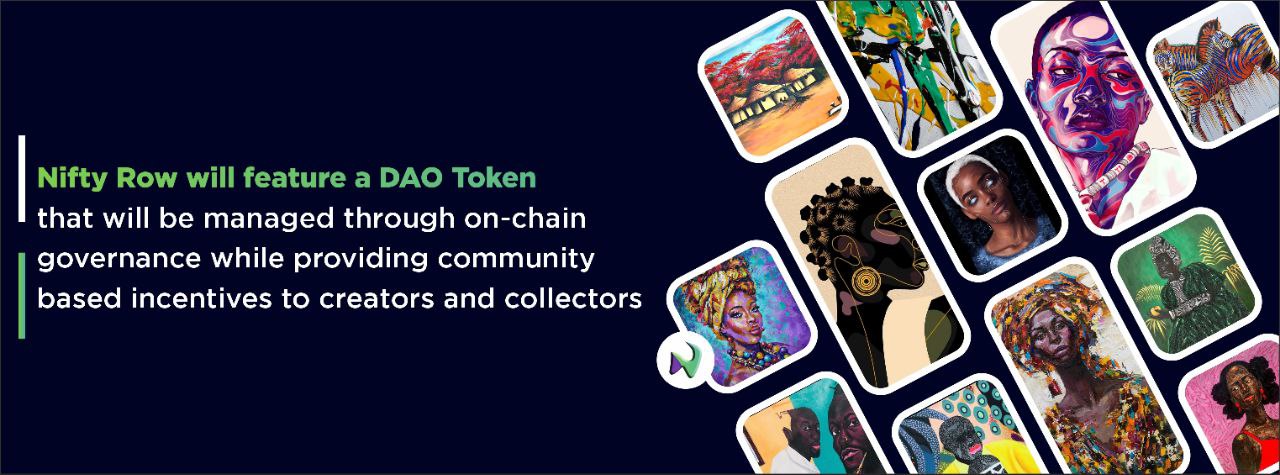 Nifty Row will feature a DAO Token
that will be managed through on-chain
governance while providing community
based incentives to creators and collectors